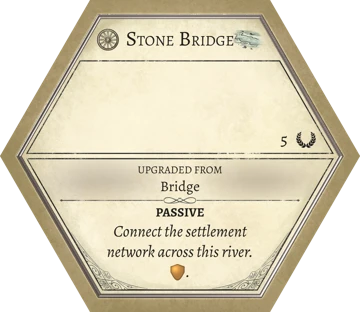 STONE BRIDGE
5
UPGRADED FROM
Bridge
PASSIVE
Connect the settlement
network across this river.
.